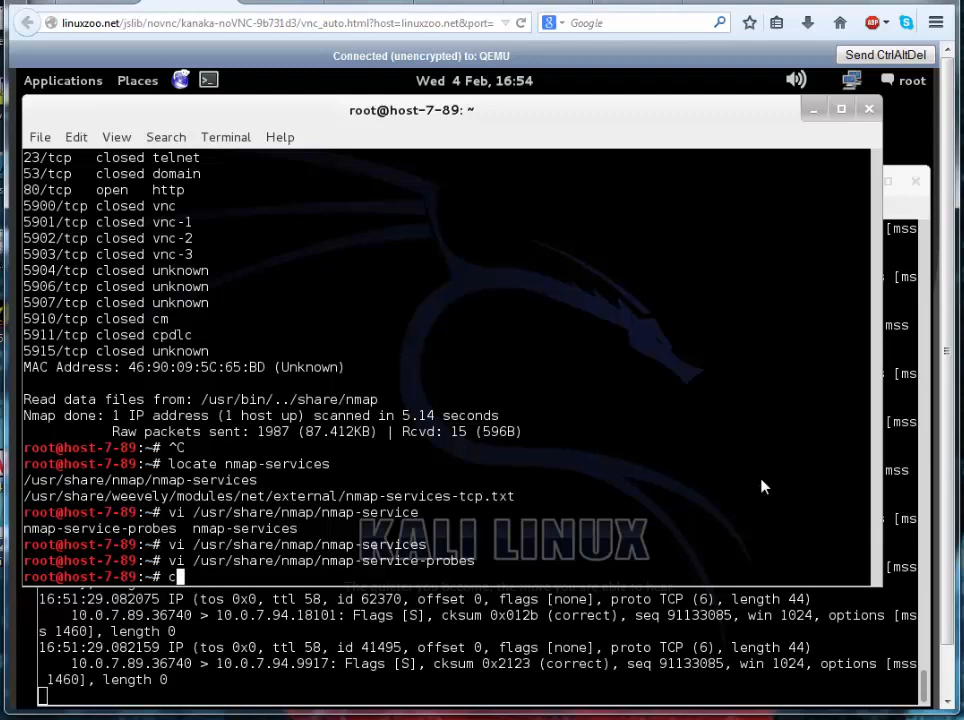 linuxzoo.net/jslib/novnc/kanaka-noVNC-9b731d3/vnc_auto.html?host=linuxzoo.net&port=
Google
Connected (unencrypted) to: QEMU
Send CtrlAltDel
Applications Places
Wed 4 Feb, 16:54
root
root@host-7-89: ~
File Edit View Search Terminal Help
23/tcp closed telnet
53/tcp closed domain
80/tcp open http
5900/tcp closed vnc
5901/tcp closed vnc-1
5902/tcp closed vnc-2
5903/tcp closed vnc-3
5904/tcp closed unknown
5906/tcp closed unknown
5907/tcp closed unknown
5910/tcp closed cm
5911/tcp closed cpdlc
5915/tcp closed unknown
MAC Address: 46:90:09:5C:65:BD (Unknown)
Read data files from: /usr/bin/../share/nmap
Nmap done: 1 IP address (1 host up) scanned in 5.14 seconds
Raw packets sent: 1987 (87.412KB) | Rcvd: 15 (596B)
root@host-7-89:~# ^C
root@host-7-89:~# locate nmap-services
/usr/share/nmap/nmap-services
/usr/share/weevely/modules/net/external/nmap-services-tcp.txt
root@host-7-89:~# vi /usr/share/nmap/nmap-service
nmap-service-probes nmap-services
root@host-7-89:~# vi /usr/share/nmap/nmap-services
root@host-7-89:~# vi /usr/share/nmap/nmap-service-probes
root@host-7-89:~# c
KALI LINUX
[mss
[ms
mss
[ms
mss
[ms
16:51:29.082075 IP (tos 0x0, ttl 58, id 62370, offset 0, flags [none], proto TCP (6), length 44)
10.0.7.89.36740 > 10.0.7.94.18101: Flags [S], cksum 0x012b (correct), seq 91133085, win 1024, options [ms
s 1460], length 0
16:51:29.082159 IP (tos 0x0, ttl 58, id 41495, offset 0, flags [none], proto TCP (6), length 44)
10.0.7.89.36740 > 10.0.7.94.9917: Flags [S], cksum 0x2123 (correct), seq 91133085, win 1024, options [mss
1460], length 0